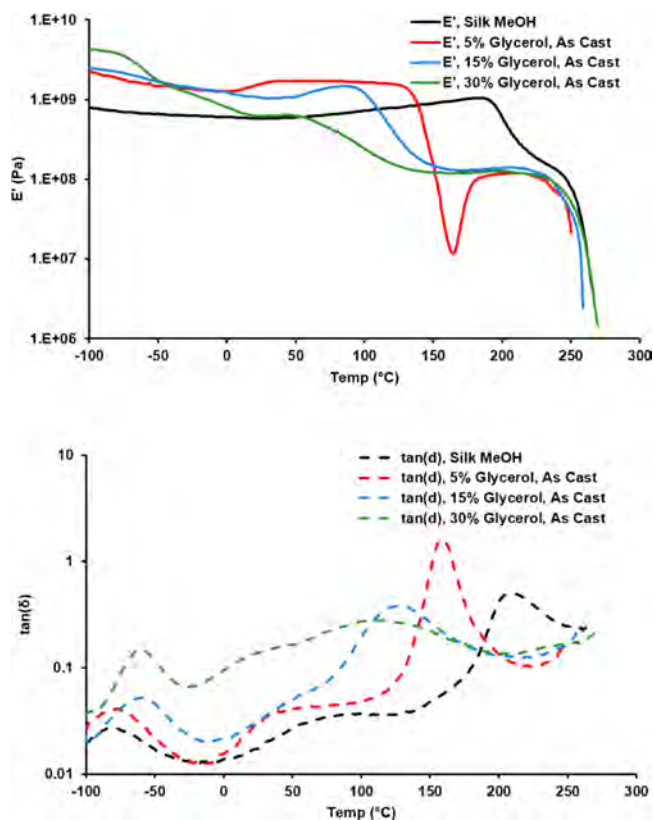 1.E+10
1.E+09
1.E+08
1.E+07
1.E+06
E' (Pa)
E', Silk MeOH
E', 5% Glycerol, As Cast
E', 15% Glycerol, As Cast
E', 30% Glycerol, As Cast
-100 -50 0 50 100 150 200 250 300
Temp (°C)
10
1
0.1
0.01
tan(δ)
tan(d), Silk MeOH
tan(d), 5% Glycerol, As Cast
tan(d), 15% Glycerol, As Cast
tan(d), 30% Glycerol, As Cast
-100 -50 0 50 100 150 200 250 300
Temp (°C)